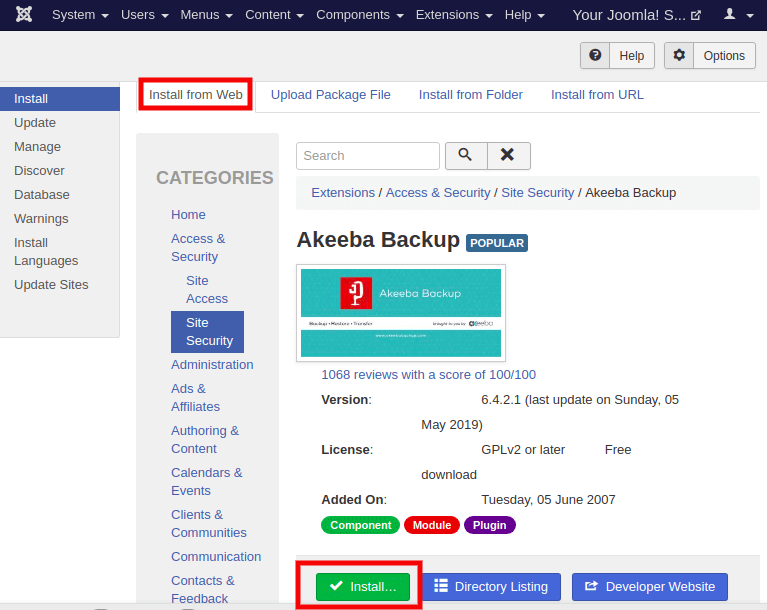 System Users Menus Content Components Extensions Help Your Joomla! S...
Help Options
Install
Update
Manage
Discover
Database
Warnings
Install
Languages
Update Sites
Install from Web Upload Package File Install from Folder Install from URL
CATEGORIES
Home
Access &
Security
Site
Access
Site
Security
Administration
Ads &
Affiliates
Authoring &
Content
Calendars &
Events
Clients &
Communities
Communication
Contacts &
Feedback
Search
Extensions / Access & Security / Site Security / Akeeba Backup
Akeeba Backup POPULAR
Akeeba Backup
Backup • Restore • Transfer brought to you by akeeba
www.akeebabackup.com
1068 reviews with a score of 100/100
Version: 6.4.2.1 (last update on Sunday, 05
May 2019)
License: GPLv2 or later Free
download
Added On: Tuesday, 05 June 2007
Component Module Plugin
Install... Directory Listing Developer Website